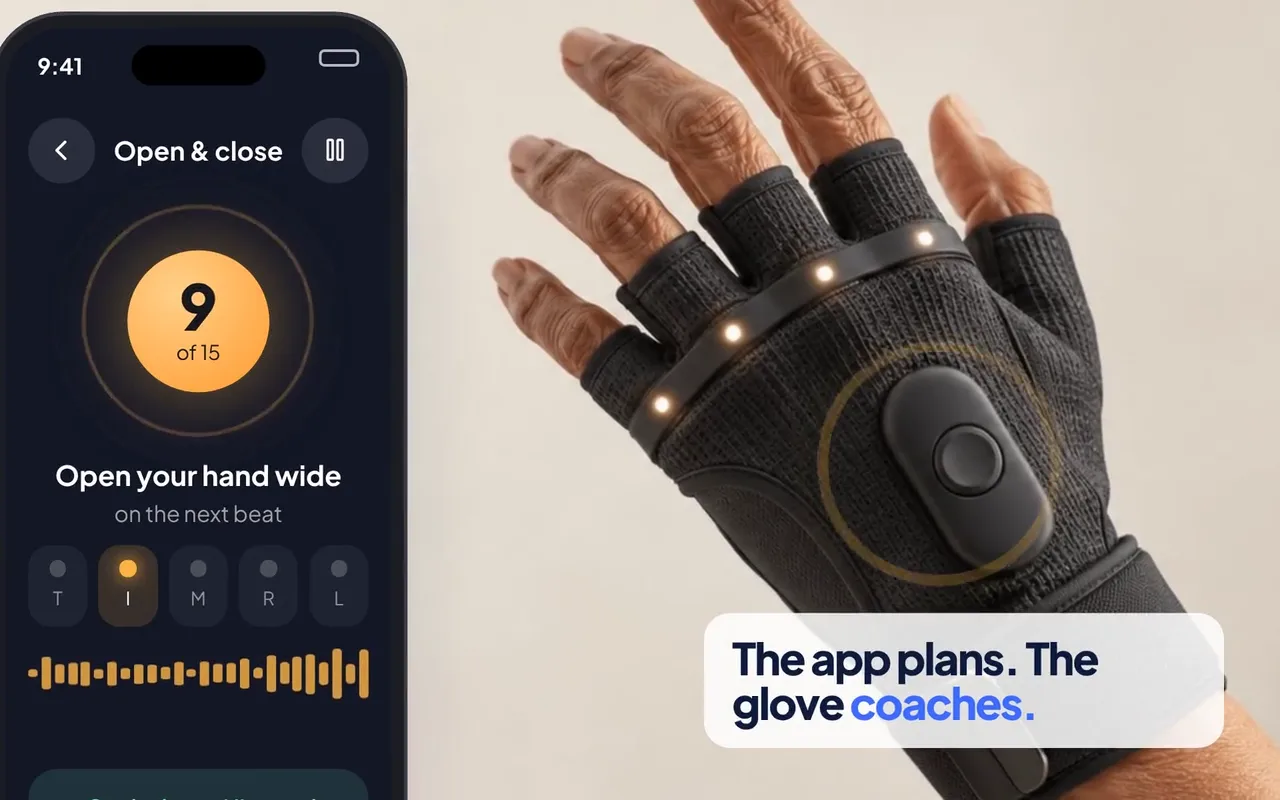 9:41
Open & close
9
of 15
Open your hand wide
on the next beat
T I M R L
The app plans. The
glove coaches.